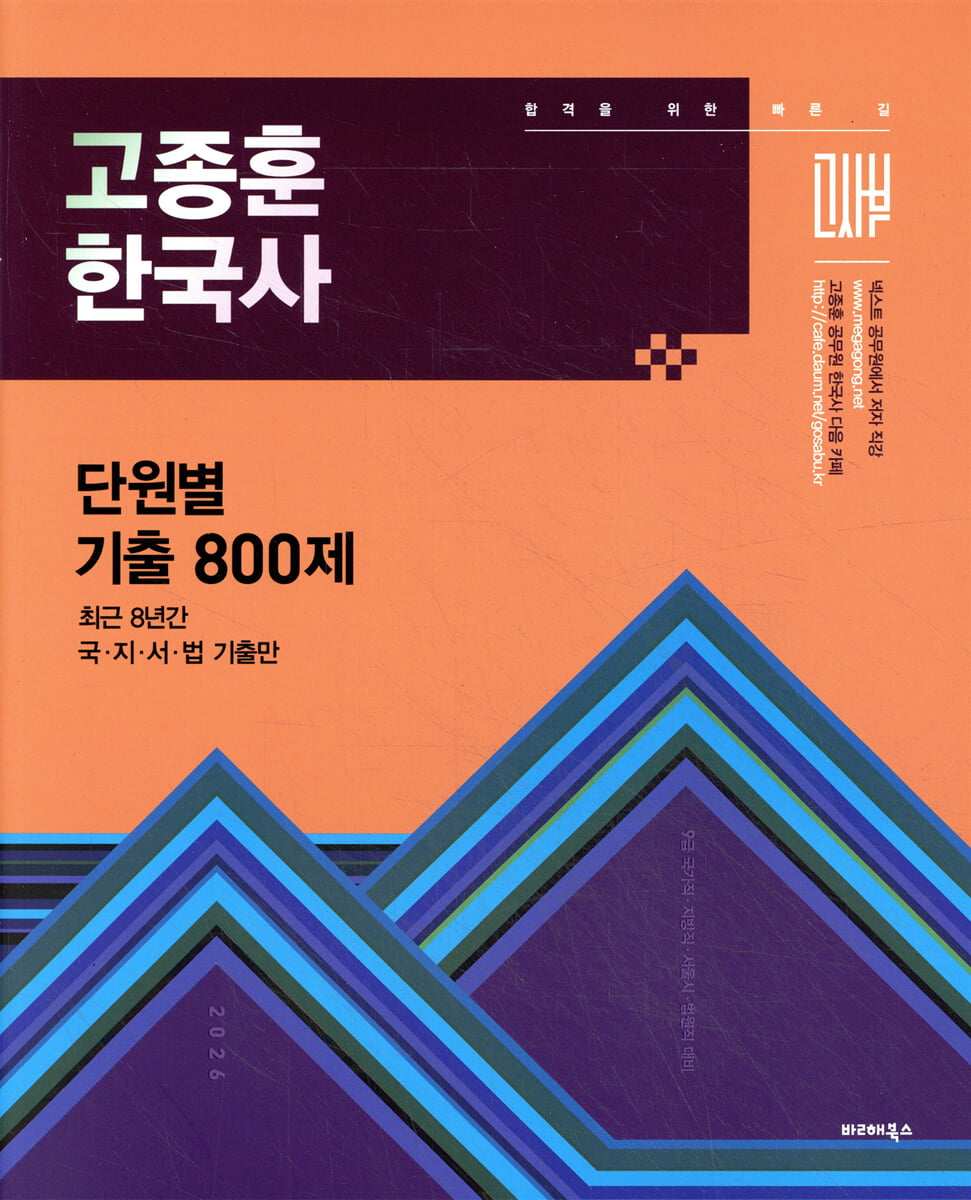 합격을 위한 빠른 길
고종훈
한국사
넥스트 공무원에서 저자 직강
www.megagong.net
고종훈 공무원 한국사 다음 카페
http://cafe.daum.net/gosabu.kr
단원별
기출 800제
최근 8년간
국·지·서·법 기출만
9급 국가직·지방직·서울시·법원직 대비
2026
바르해북스